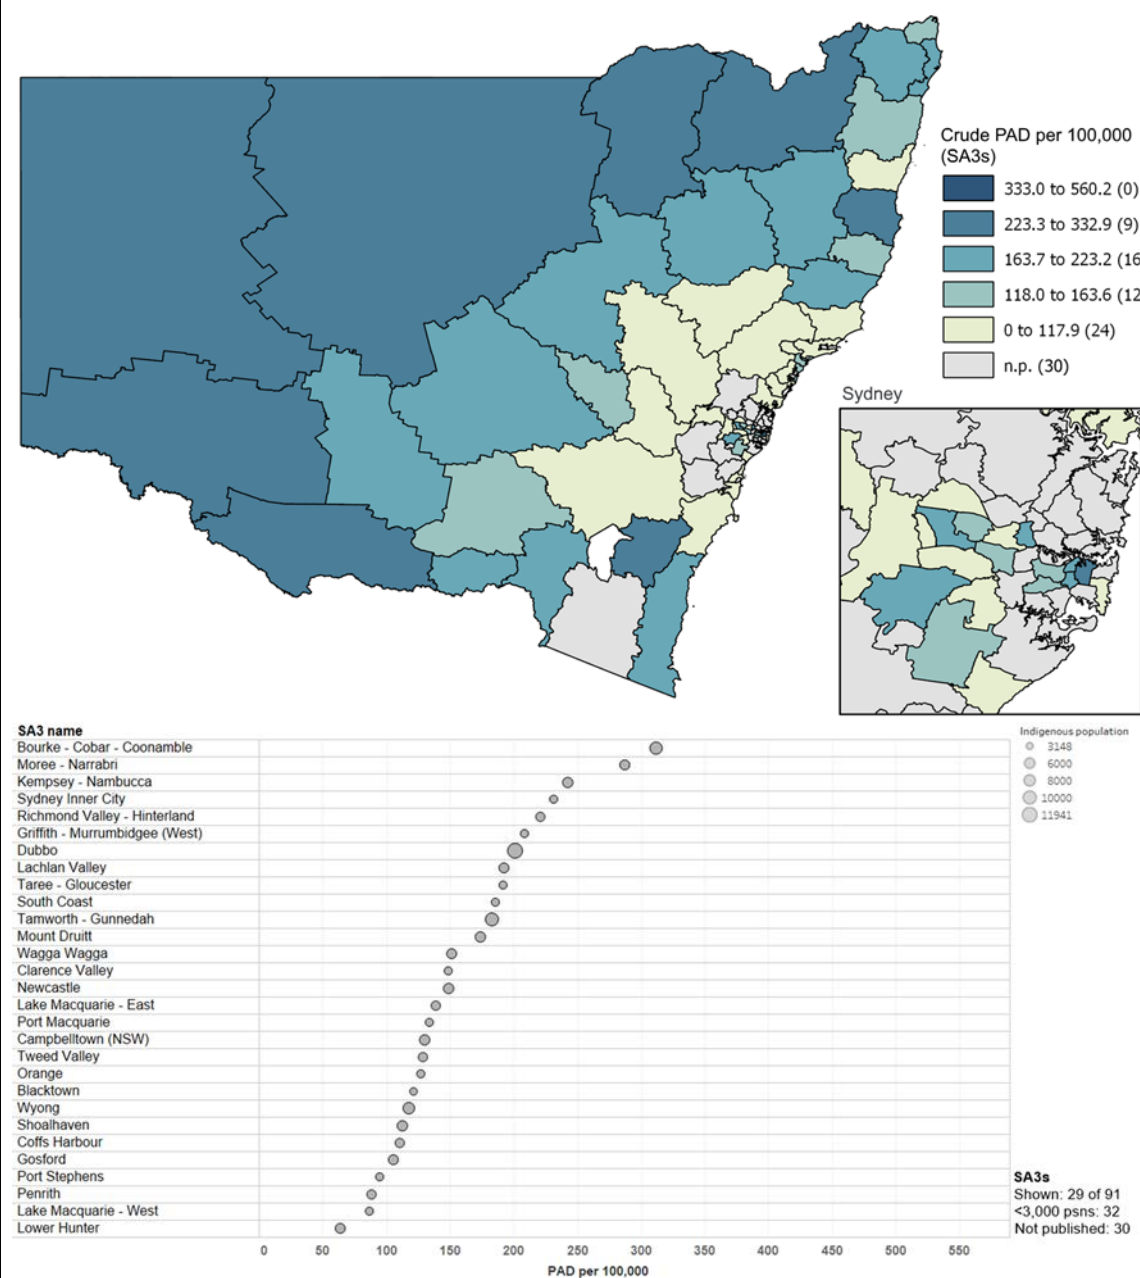 Crude PAD per 100,000
(SA3s)
333.0 to 560.2 (0)
223.3 to 332.9 (9)
163.7 to 223.2 (16
118.0 to 163.6 (12
0 to 117.9 (24)
n.p. (30)
Sydney
SA3 name
Bourke - Cobar - Coonamble
Moree - Narrabri
Kempsey - Nambucca
Sydney Inner City
Richmond Valley - Hinterland
Griffith - Murrumbidgee (West)
Dubbo
Lachlan Valley
Taree - Gloucester
South Coast
Tamworth - Gunnedah
Mount Druitt
Wagga Wagga
Clarence Valley
Newcastle
Lake Macquarie - East
Port Macquarie
Campbelltown (NSW)
Tweed Valley
Orange
Blacktown
Wyong
Shoalhaven
Coffs Harbour
Gosford
Port Stephens
Penrith
Lake Macquarie - West
Lower Hunter
0 50 100 150 200 250 300 350 400 450 500 550
PAD per 100,000
Indigenous population
3148
6000
8000
10000
11941
SA3s
Shown: 29 of 91
<3,000 psns: 32
Not published: 30